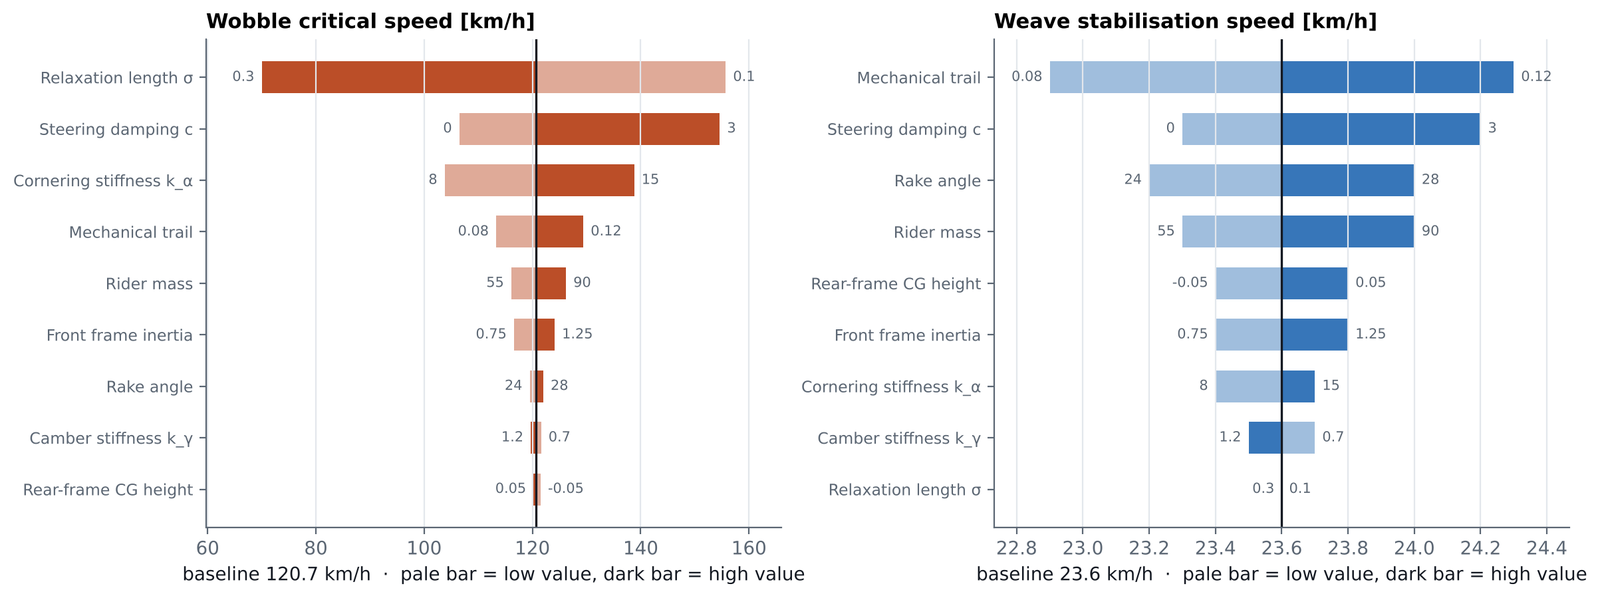 Wobble critical speed [km/h]
Relaxation length σ 0.3 0.1
Steering damping c 0 3
Cornering stiffness k_α 8 15
Mechanical trail 0.08 0.12
Rider mass 55 90
Front frame inertia 0.75 1.25
Rake angle 24 28
Camber stiffness k_γ 1.2 0.7
Rear-frame CG height 0.05 -0.05
60 80 100 120 140 160
baseline 120.7 km/h · pale bar = low value, dark bar = high value
Weave stabilisation speed [km/h]
Mechanical trail 0.08 0.12
Steering damping c 0 3
Rake angle 24 28
Rider mass 55 90
Rear-frame CG height -0.05 0.05
Front frame inertia 0.75 1.25
Cornering stiffness k_α 8 15
Camber stiffness k_γ 1.2 0.7
Relaxation length σ 0.3 0.1
22.8 23.0 23.2 23.4 23.6 23.8 24.0 24.2 24.4
baseline 23.6 km/h · pale bar = low value, dark bar = high value